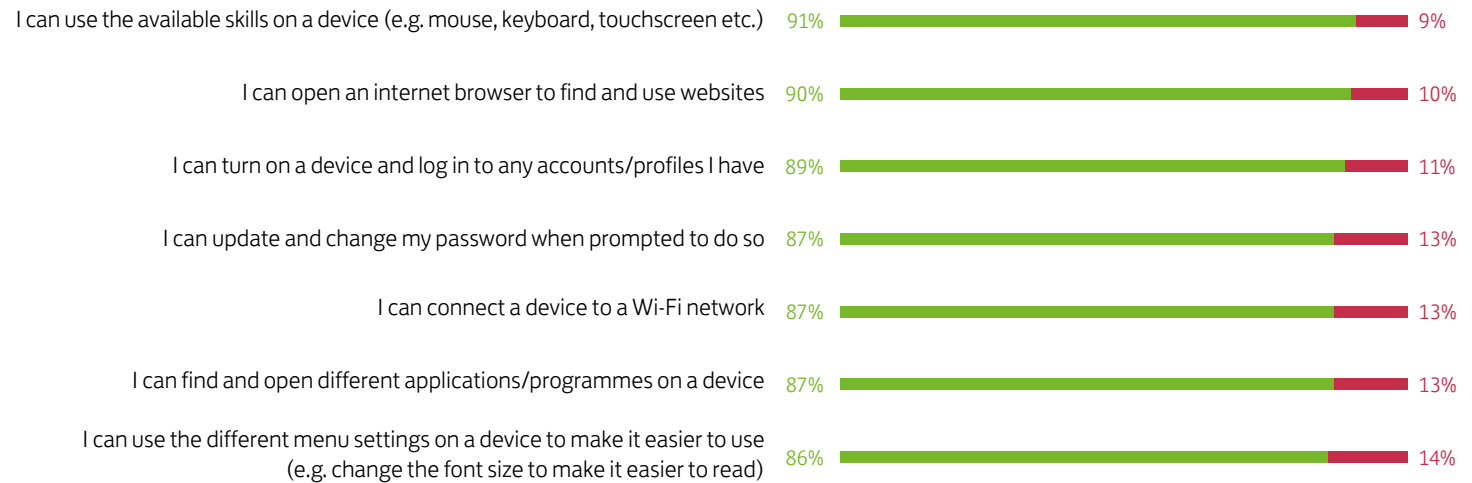 I can use the available skills on a device (e.g. mouse, keyboard, touchscreen etc.) 91% 9%
I can open an internet browser to find and use websites 90% 10%
I can turn on a device and log in to any accounts/profiles I have 89% 11%
I can update and change my password when prompted to do so 87% 13%
I can connect a device to a Wi-Fi network 87% 13%
I can find and open different applications/programmes on a device 87% 13%
I can use the different menu settings on a device to make it easier to use
(e.g. change the font size to make it easier to read) 86% 14%